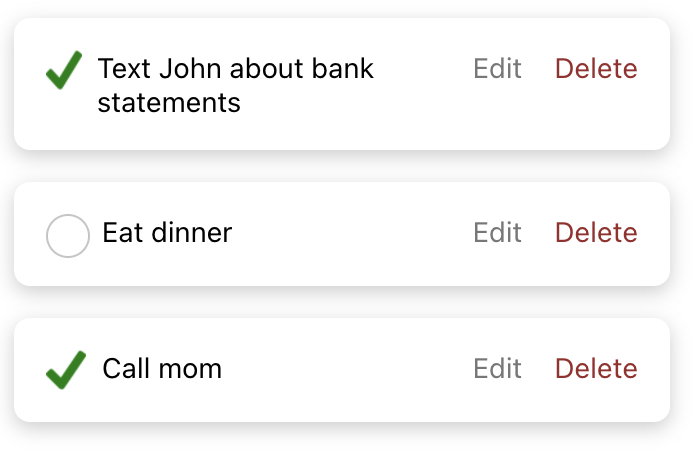 Text John about bank Edit Delete
statements
Eat dinner Edit Delete
Call mom Edit Delete